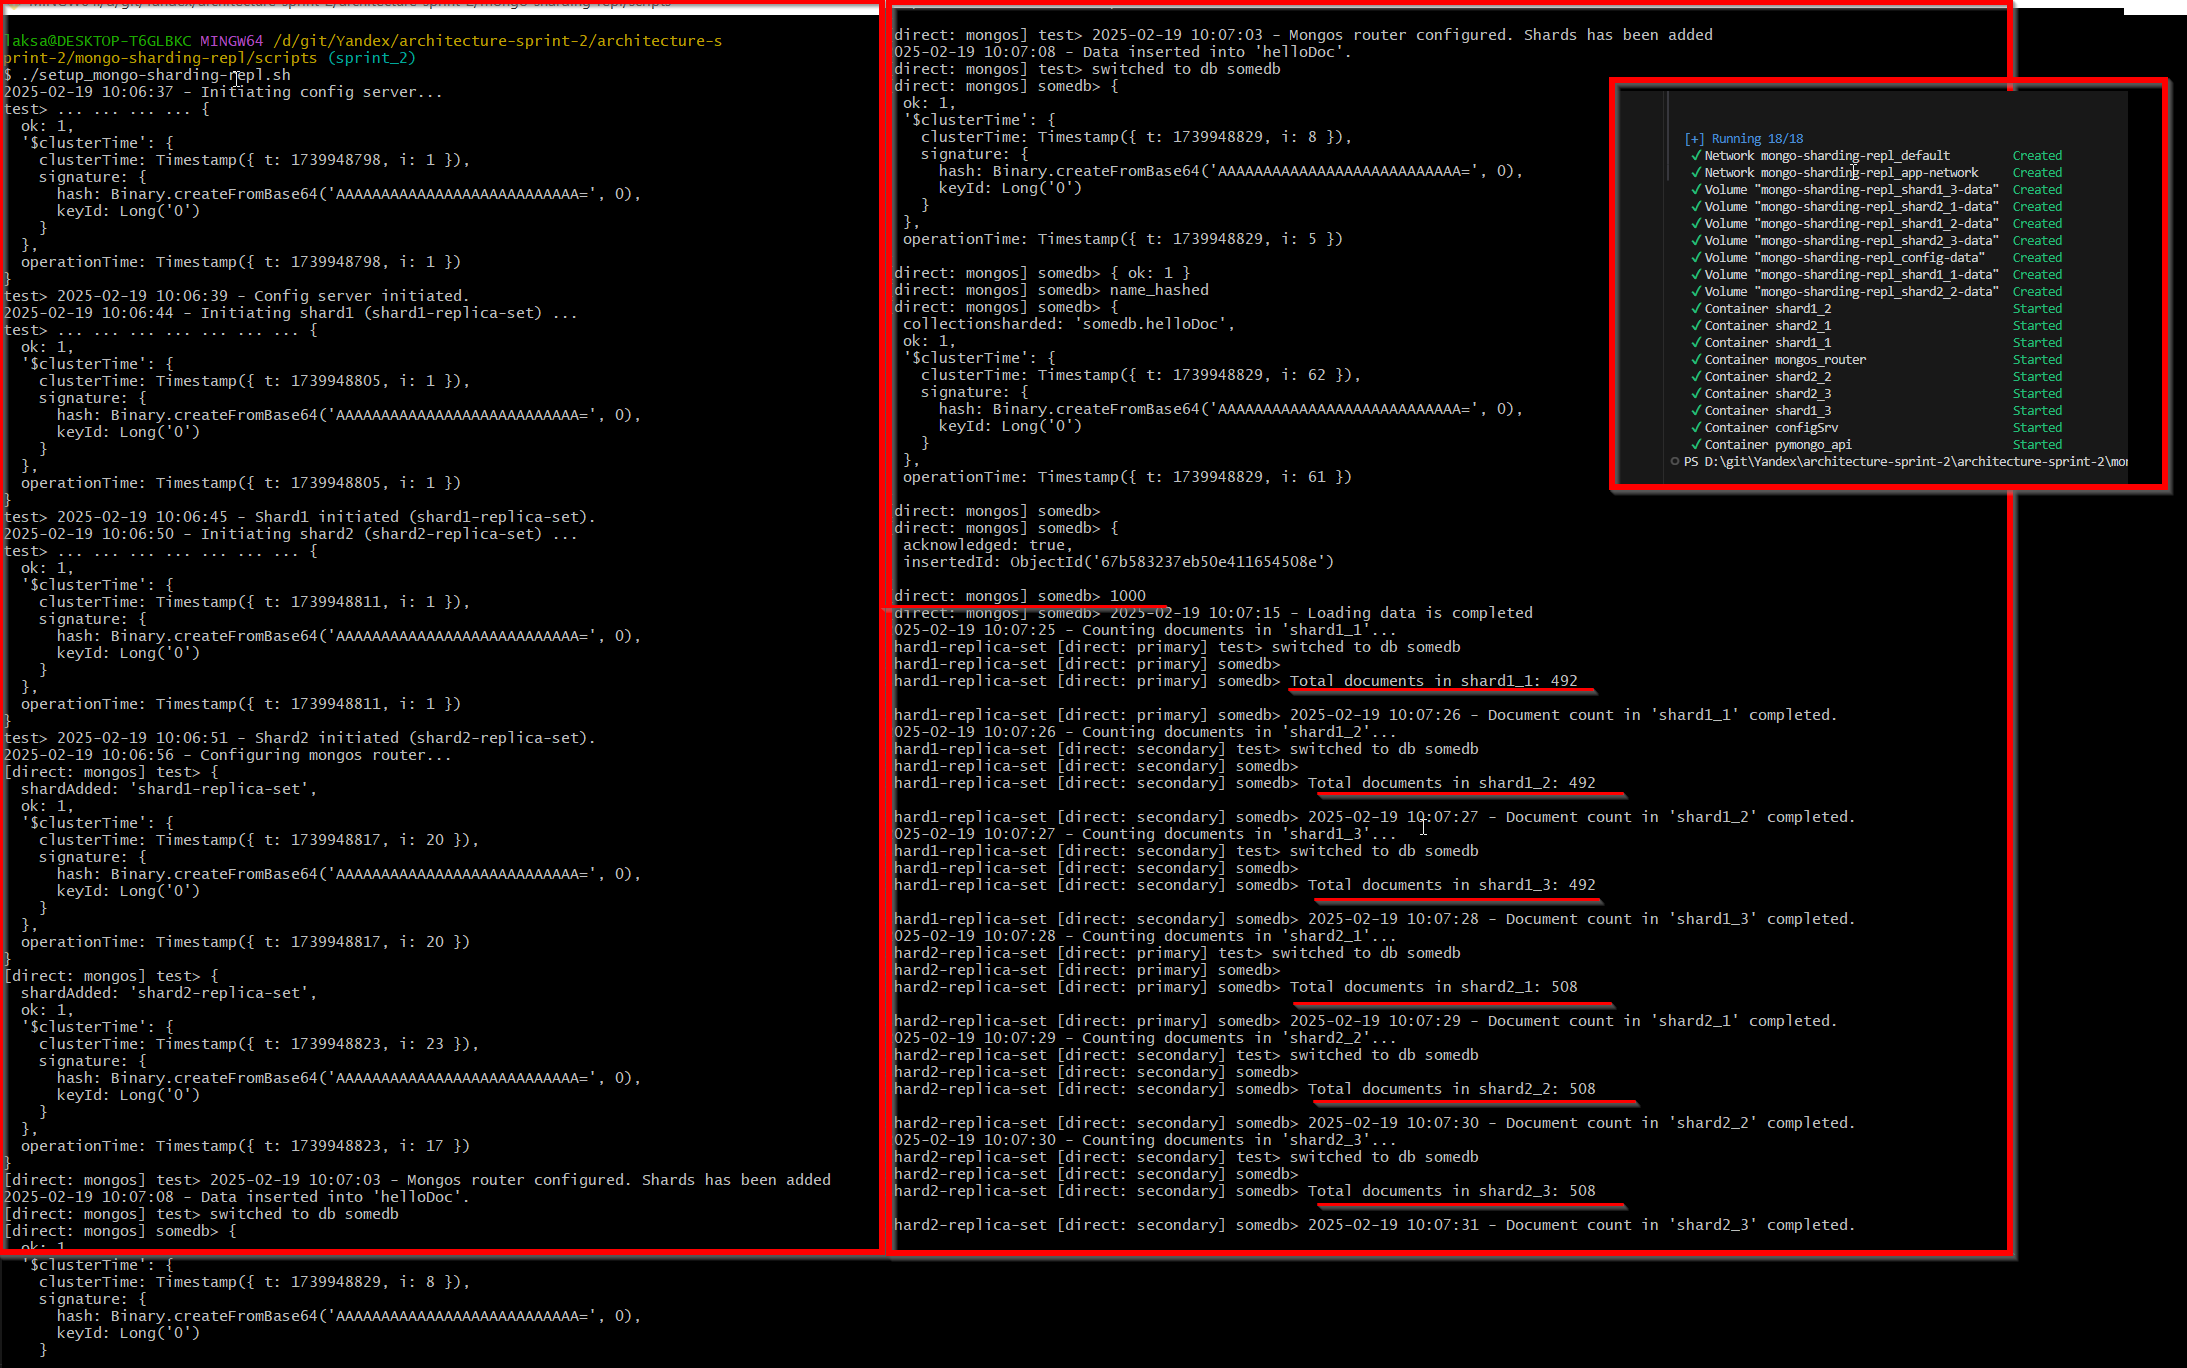 laksa@DESKTOP-T6GLBKC MINGW64 /d/git/Yandex/architecture-sprint-2/architecture-s
print-2/mongo-sharding-repl/scripts (sprint_2)
$ ./setup_mongo-sharding-repl.sh
2025-02-19 10:06:37 - Initiating config server...
test> ... ... ... ... {
  ok: 1,
  '$clusterTime': {
    clusterTime: Timestamp({ t: 1739948798, i: 1 }),
    signature: {
      hash: Binary.createFromBase64('AAAAAAAAAAAAAAAAAAAAAAAAAAA=', 0),
      keyId: Long('0')
    }
  },
  operationTime: Timestamp({ t: 1739948798, i: 1 })
}
test> 2025-02-19 10:06:39 - Config server initiated.
2025-02-19 10:06:44 - Initiating shard1 (shard1-replica-set) ...
test> ... ... ... ... ... ... ... {
  ok: 1,
  '$clusterTime': {
    clusterTime: Timestamp({ t: 1739948805, i: 1 }),
    signature: {
      hash: Binary.createFromBase64('AAAAAAAAAAAAAAAAAAAAAAAAAAA=', 0),
      keyId: Long('0')
    }
  },
  operationTime: Timestamp({ t: 1739948805, i: 1 })
}
test> 2025-02-19 10:06:45 - Shard1 initiated (shard1-replica-set).
2025-02-19 10:06:50 - Initiating shard2 (shard2-replica-set) ...
test> ... ... ... ... ... ... ... {
  ok: 1,
  '$clusterTime': {
    clusterTime: Timestamp({ t: 1739948811, i: 1 }),
    signature: {
      hash: Binary.createFromBase64('AAAAAAAAAAAAAAAAAAAAAAAAAAA=', 0),
      keyId: Long('0')
    }
  },
  operationTime: Timestamp({ t: 1739948811, i: 1 })
}
test> 2025-02-19 10:06:51 - Shard2 initiated (shard2-replica-set).
2025-02-19 10:06:56 - Configuring mongos router...
[direct: mongos] test> {
  shardAdded: 'shard1-replica-set',
  ok: 1,
  '$clusterTime': {
    clusterTime: Timestamp({ t: 1739948817, i: 20 }),
    signature: {
      hash: Binary.createFromBase64('AAAAAAAAAAAAAAAAAAAAAAAAAAA=', 0),
      keyId: Long('0')
    }
  },
  operationTime: Timestamp({ t: 1739948817, i: 20 })
}
[direct: mongos] test> {
  shardAdded: 'shard2-replica-set',
  ok: 1,
  '$clusterTime': {
    clusterTime: Timestamp({ t: 1739948823, i: 23 }),
    signature: {
      hash: Binary.createFromBase64('AAAAAAAAAAAAAAAAAAAAAAAAAAA=', 0),
      keyId: Long('0')
    }
  },
  operationTime: Timestamp({ t: 1739948823, i: 17 })
}
[direct: mongos] test> 2025-02-19 10:07:03 - Mongos router configured. Shards has been added
2025-02-19 10:07:08 - Data inserted into 'helloDoc'.
[direct: mongos] test> switched to db somedb
[direct: mongos] somedb> {
  ok: 1
  '$clusterTime': {
    clusterTime: Timestamp({ t: 1739948829, i: 8 }),
    signature: {
      hash: Binary.createFromBase64('AAAAAAAAAAAAAAAAAAAAAAAAAAA=', 0),
      keyId: Long('0')
    }
direct: mongos] test> 2025-02-19 10:07:03 - Mongos router configured. Shards has been added
025-02-19 10:07:08 - Data inserted into 'helloDoc'.
direct: mongos] test> switched to db somedb
direct: mongos] somedb> {
 ok: 1,
 '$clusterTime': {
   clusterTime: Timestamp({ t: 1739948829, i: 8 }),
   signature: {
     hash: Binary.createFromBase64('AAAAAAAAAAAAAAAAAAAAAAAAAAA=', 0),
     keyId: Long('0')
   }
 },
 operationTime: Timestamp({ t: 1739948829, i: 5 })
direct: mongos] somedb> { ok: 1 }
direct: mongos] somedb> name_hashed
direct: mongos] somedb> {
 collectionsharded: 'somedb.helloDoc',
 ok: 1,
 '$clusterTime': {
   clusterTime: Timestamp({ t: 1739948829, i: 62 }),
   signature: {
     hash: Binary.createFromBase64('AAAAAAAAAAAAAAAAAAAAAAAAAAA=', 0),
     keyId: Long('0')
   }
 },
 operationTime: Timestamp({ t: 1739948829, i: 61 })
direct: mongos] somedb>
direct: mongos] somedb> {
 acknowledged: true,
 insertedId: ObjectId('67b583237eb50e411654508e')
direct: mongos] somedb> 1000
direct: mongos] somedb> 2025-02-19 10:07:15 - Loading data is completed
025-02-19 10:07:25 - Counting documents in 'shard1_1'...
hard1-replica-set [direct: primary] test> switched to db somedb
hard1-replica-set [direct: primary] somedb>
hard1-replica-set [direct: primary] somedb> Total documents in shard1_1: 492
hard1-replica-set [direct: primary] somedb> 2025-02-19 10:07:26 - Document count in 'shard1_1' completed.
025-02-19 10:07:26 - Counting documents in 'shard1_2'...
hard1-replica-set [direct: secondary] test> switched to db somedb
hard1-replica-set [direct: secondary] somedb>
hard1-replica-set [direct: secondary] somedb> Total documents in shard1_2: 492
hard1-replica-set [direct: secondary] somedb> 2025-02-19 10:07:27 - Document count in 'shard1_2' completed.
025-02-19 10:07:27 - Counting documents in 'shard1_3'...
hard1-replica-set [direct: secondary] test> switched to db somedb
hard1-replica-set [direct: secondary] somedb>
hard1-replica-set [direct: secondary] somedb> Total documents in shard1_3: 492
hard1-replica-set [direct: secondary] somedb> 2025-02-19 10:07:28 - Document count in 'shard1_3' completed.
025-02-19 10:07:28 - Counting documents in 'shard2_1'...
hard2-replica-set [direct: primary] test> switched to db somedb
hard2-replica-set [direct: primary] somedb>
hard2-replica-set [direct: primary] somedb> Total documents in shard2_1: 508
hard2-replica-set [direct: primary] somedb> 2025-02-19 10:07:29 - Document count in 'shard2_1' completed.
025-02-19 10:07:29 - Counting documents in 'shard2_2'...
hard2-replica-set [direct: secondary] test> switched to db somedb
hard2-replica-set [direct: secondary] somedb>
hard2-replica-set [direct: secondary] somedb> Total documents in shard2_2: 508
hard2-replica-set [direct: secondary] somedb> 2025-02-19 10:07:30 - Document count in 'shard2_2' completed.
025-02-19 10:07:30 - Counting documents in 'shard2_3'...
hard2-replica-set [direct: secondary] test> switched to db somedb
hard2-replica-set [direct: secondary] somedb>
hard2-replica-set [direct: secondary] somedb> Total documents in shard2_3: 508
hard2-replica-set [direct: secondary] somedb> 2025-02-19 10:07:31 - Document count in 'shard2_3' completed.
[+] Running 18/18
✓ Network mongo-sharding-repl_default Created
✓ Network mongo-sharding-repl_app-network Created
✓ Volume "mongo-sharding-repl_shard1_3-data" Created
✓ Volume "mongo-sharding-repl_shard2_1-data" Created
✓ Volume "mongo-sharding-repl_shard1_2-data" Created
✓ Volume "mongo-sharding-repl_shard2_3-data" Created
✓ Volume "mongo-sharding-repl_config-data" Created
✓ Volume "mongo-sharding-repl_shard1_1-data" Created
✓ Volume "mongo-sharding-repl_shard2_2-data" Created
✓ Container shard1_2 Started
✓ Container shard2_1 Started
✓ Container shard1_1 Started
✓ Container mongos_router Started
✓ Container shard2_2 Started
✓ Container shard2_3 Started
✓ Container shard1_3 Started
✓ Container configSrv Started
✓ Container pymongo_api Started
PS D:\git\Yandex\architecture-sprint-2\architecture-sprint-2\mon